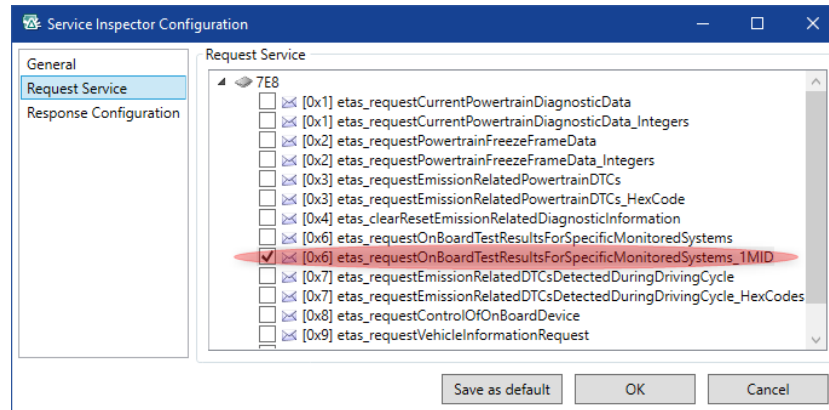 Service Inspector Configuration
General
Request Service
Response Configuration
Request Service
7E8
[0x1] etas_requestCurrentPowertrainDiagnosticData
[0x1] etas_requestCurrentPowertrainDiagnosticData_Integers
[0x2] etas_requestPowertrainFreezeFrameData
[0x2] etas_requestPowertrainFreezeFrameData_Integers
[0x3] etas_requestEmissionRelatedPowertrainDTCs
[0x3] etas_requestEmissionRelatedPowertrainDTCs_HexCode
[0x4] etas_clearResetEmissionRelatedDiagnosticInformation
[0x6] etas_requestOnBoardTestResultsForSpecificMonitoredSystems
[0x6] etas_requestOnBoardTestResultsForSpecificMonitoredSystems_1MID
[0x7] etas_requestEmissionRelatedDTCsDetectedDuringDrivingCycle
[0x7] etas_requestEmissionRelatedDTCsDetectedDuringDrivingCycle_HexCodes
[0x8] etas_requestControlOfOnBoardDevice
[0x9] etas_requestVehicleInformationRequest
Save as default
OK
Cancel